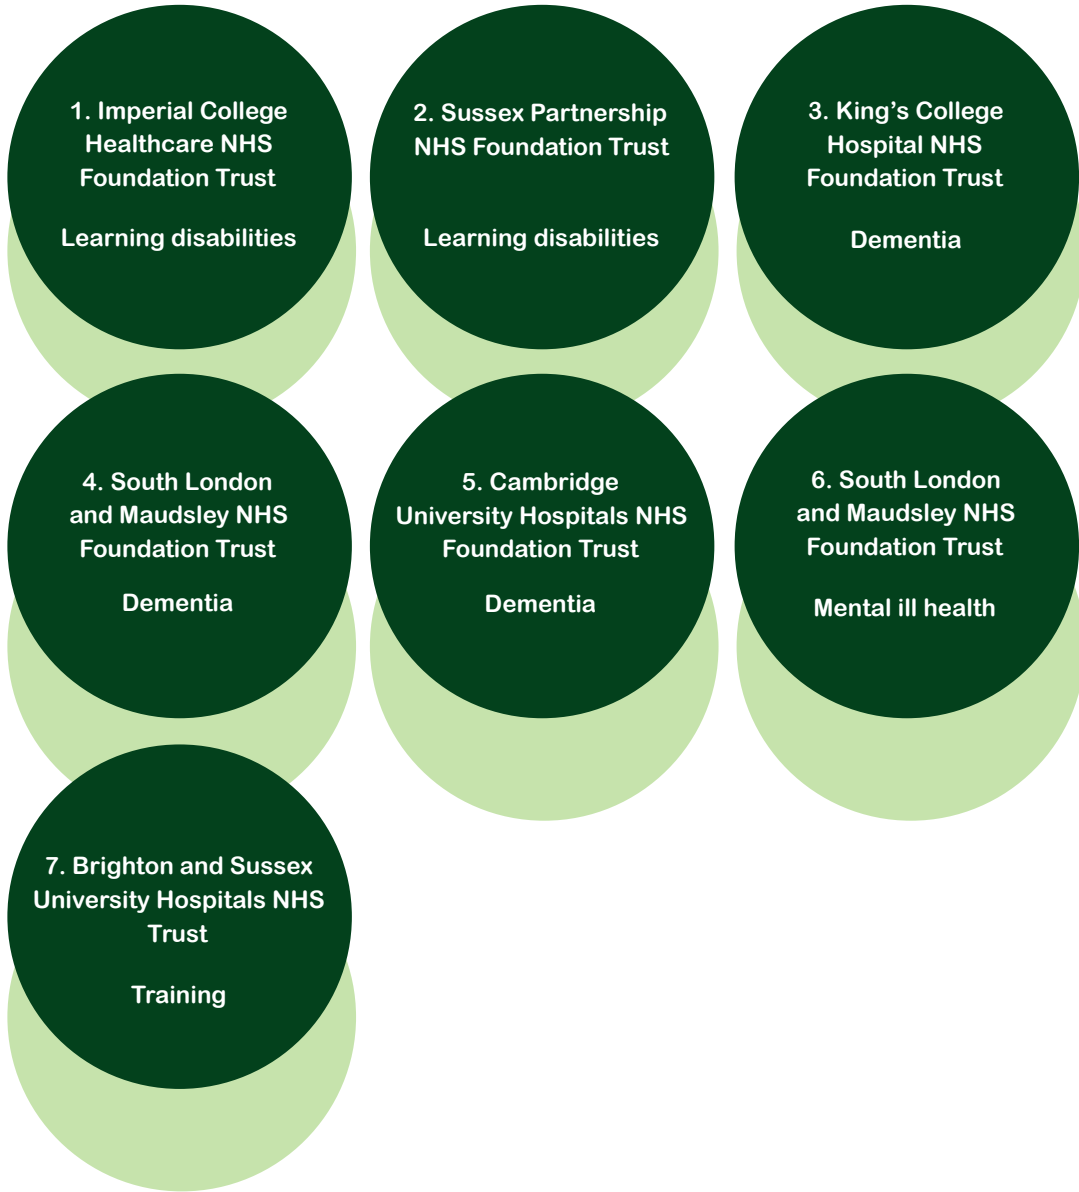 1. Imperial College
Healthcare NHS
Foundation Trust
Learning disabilities
2. Sussex Partnership
NHS Foundation Trust
Learning disabilities
3. King’s College
Hospital NHS
Foundation Trust
Dementia
4. South London
and Maudsley NHS
Foundation Trust
Dementia
5. Cambridge
University Hospitals NHS
Foundation Trust
Dementia
6. South London
and Maudsley NHS
Foundation Trust
Mental ill health
7. Brighton and Sussex
University Hospitals NHS
Trust
Training